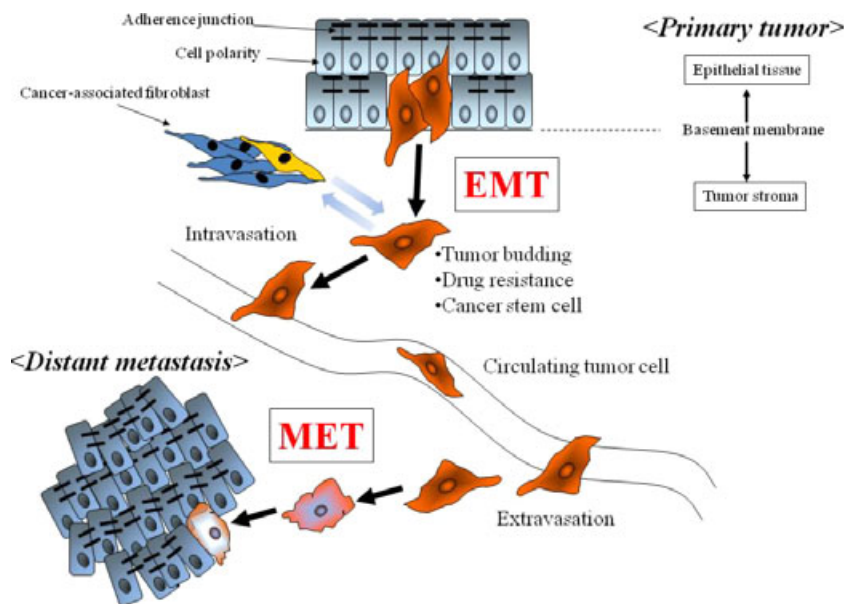 Adherence junction
Cell polarity
Cancer-associated fibroblast
<Primary tumor>
Epithelial tissue
Basement membrane
Tumor stroma
EMT
Intravasation
•Tumor budding
•Drug resistance
•Cancer stem cell
<Distant metastasis>
Circulating tumor cell
MET
Extravasation